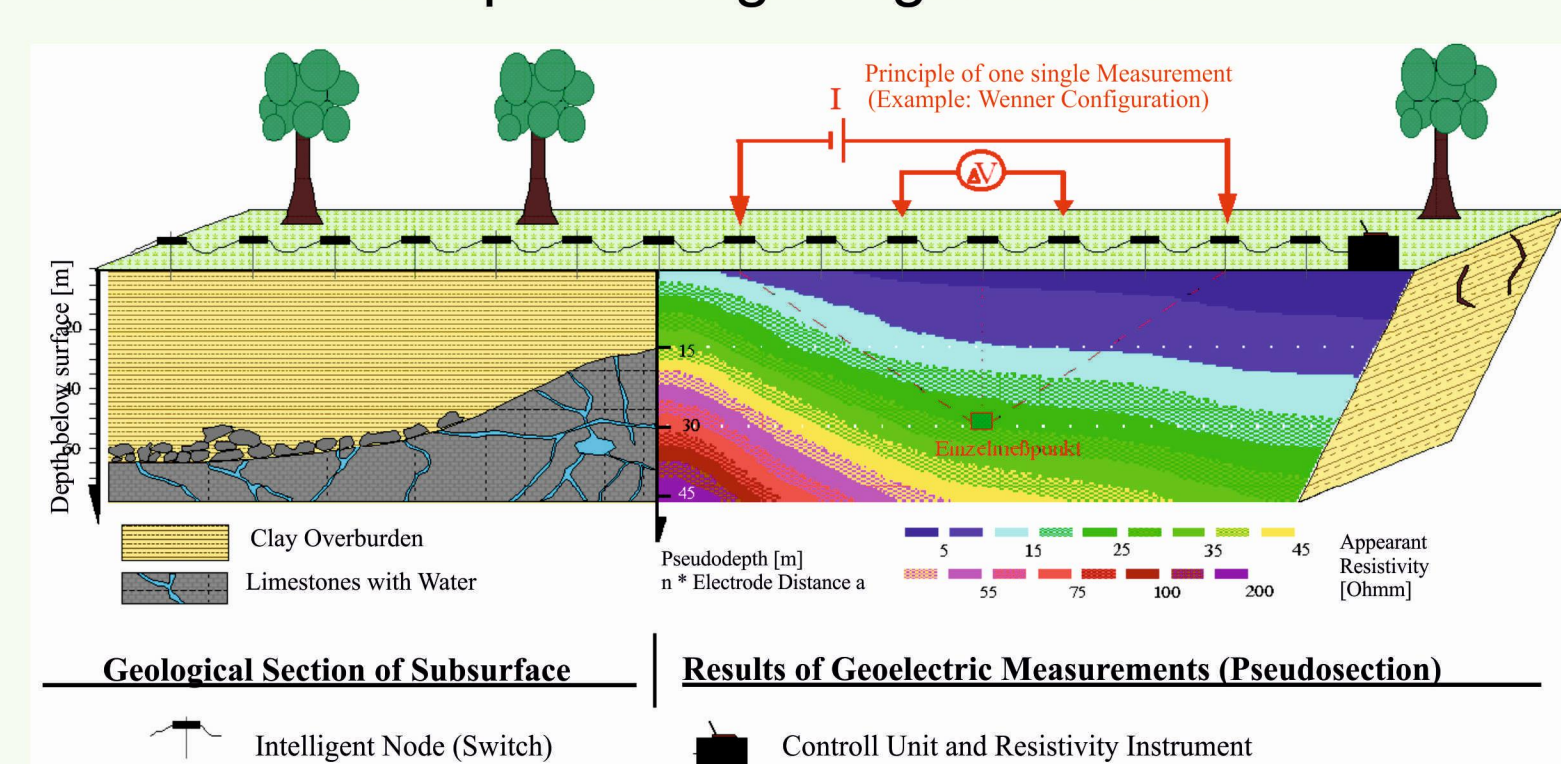 Principle of one single Measurement
(Example: Wenner Configuration)
I
ΔV
Depth below surface [m]
20
40
60
15
30
45
Einzelmeßpunkt
Clay Overburden
Limestones with Water
Pseudodepth [m]
n * Electrode Distance a
5 15 25 35 45
55 75 100 200
Appearant
Resistivity
[Ohmm]
Geological Section of Subsurface
Results of Geoelectric Measurements (Pseudosection)
Intelligent Node (Switch)
Controll Unit and Resistivity Instrument